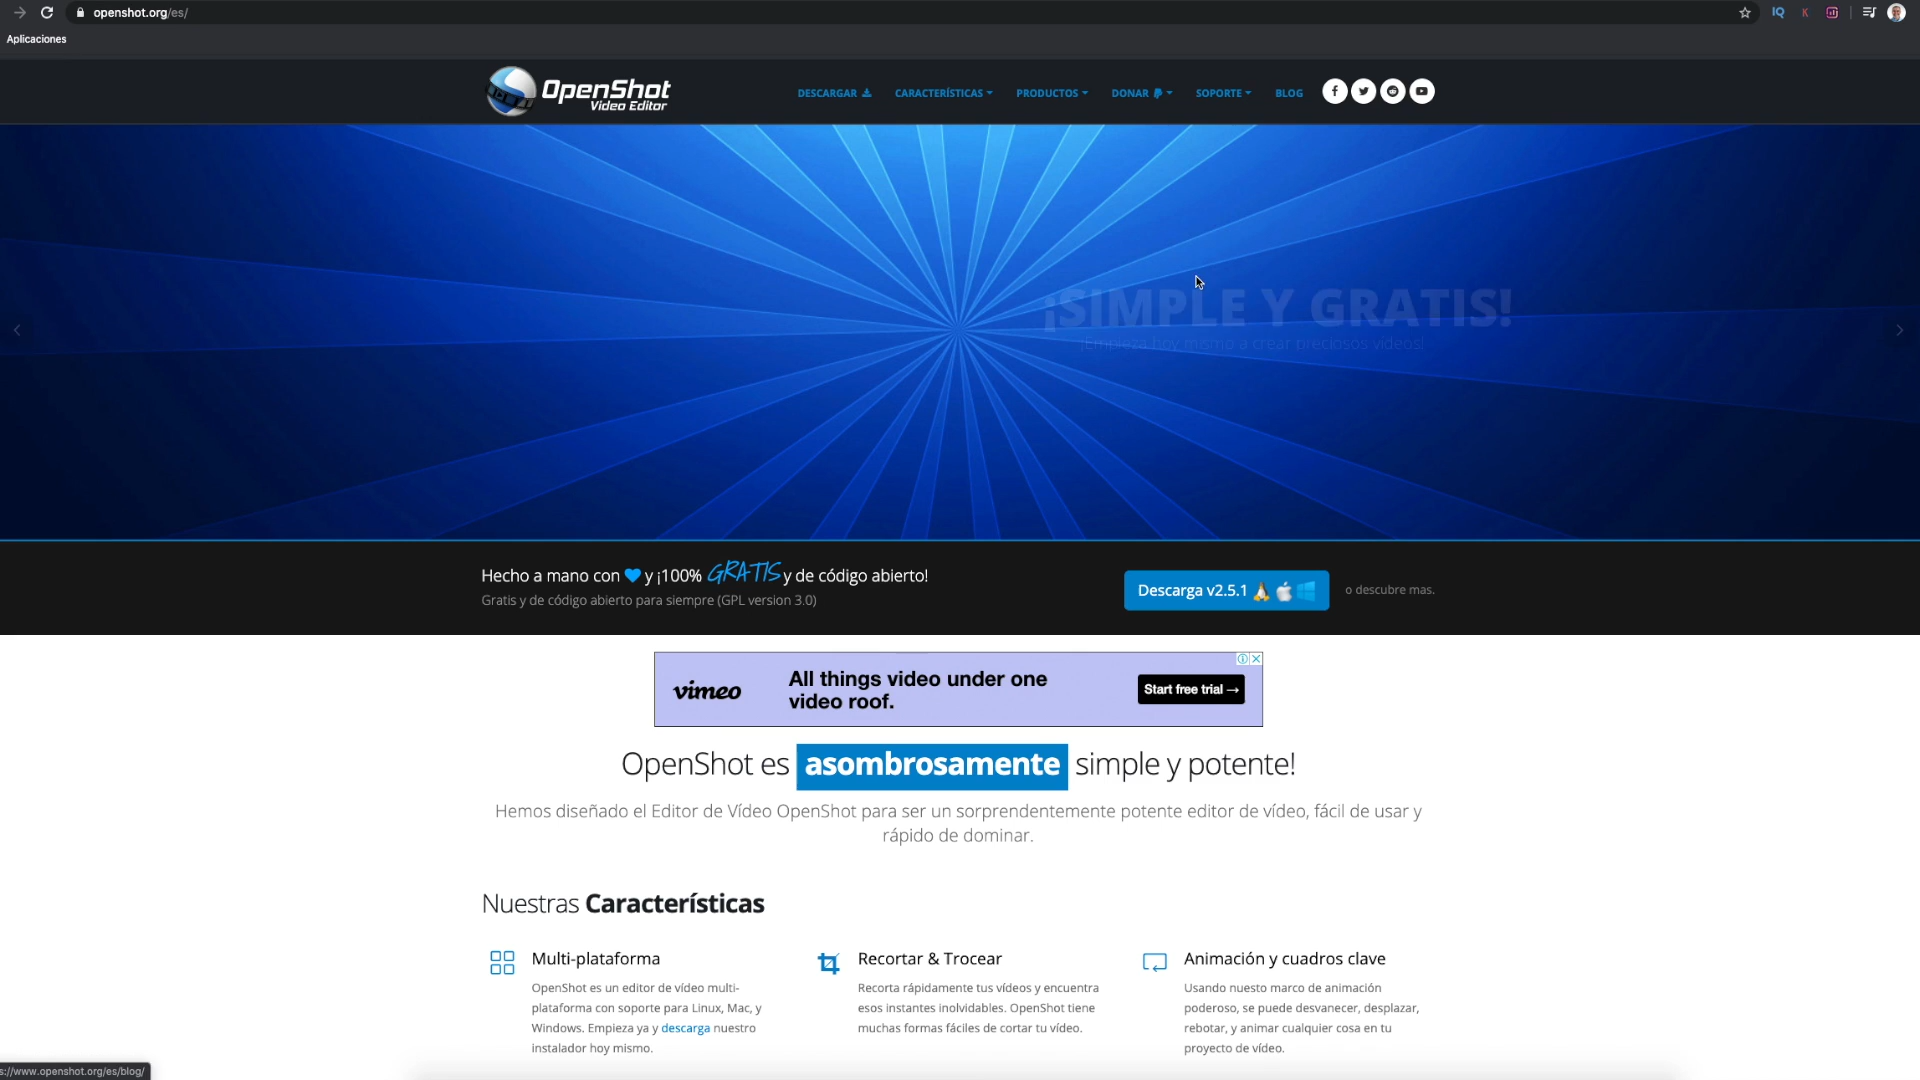 openshot.org/es/
IQ
K
Aplicaciones
OpenShot
Video Editor
DESCARGAR
CARACTERÍSTICAS
PRODUCTOS
DONAR
SOPORTE
BLOG
¡SIMPLE Y GRATIS!
¡Empieza hoy mismo a crear preciosos vídeos!
Hecho a mano con y ¡100% GRATIS y de código abierto!
Gratis y de código abierto para siempre (GPL version 3.0)
Descarga v2.5.1
o descubre mas.
vimeo
All things video under one
video roof.
Start free trial →
OpenShot es asombrosamente simple y potente!
Hemos diseñado el Editor de Vídeo OpenShot para ser un sorprendentemente potente editor de vídeo, fácil de usar y
rápido de dominar.
Nuestras Características
Multi-plataforma
OpenShot es un editor de vídeo multi-
plataforma con soporte para Linux, Mac, y
Windows. Empieza ya y descarga nuestro
instalador hoy mismo.
Recortar & Trocear
Recorta rápidamente tus vídeos y encuentra
esos instantes inolvidables. OpenShot tiene
muchas formas fáciles de cortar tu vídeo.
Animación y cuadros clave
Usando nuesto marco de animación
poderoso, se puede desvanecer, desplazar,
rebotar, y animar cualquier cosa en tu
proyecto de vídeo.
s://www.openshot.org/es/blog/